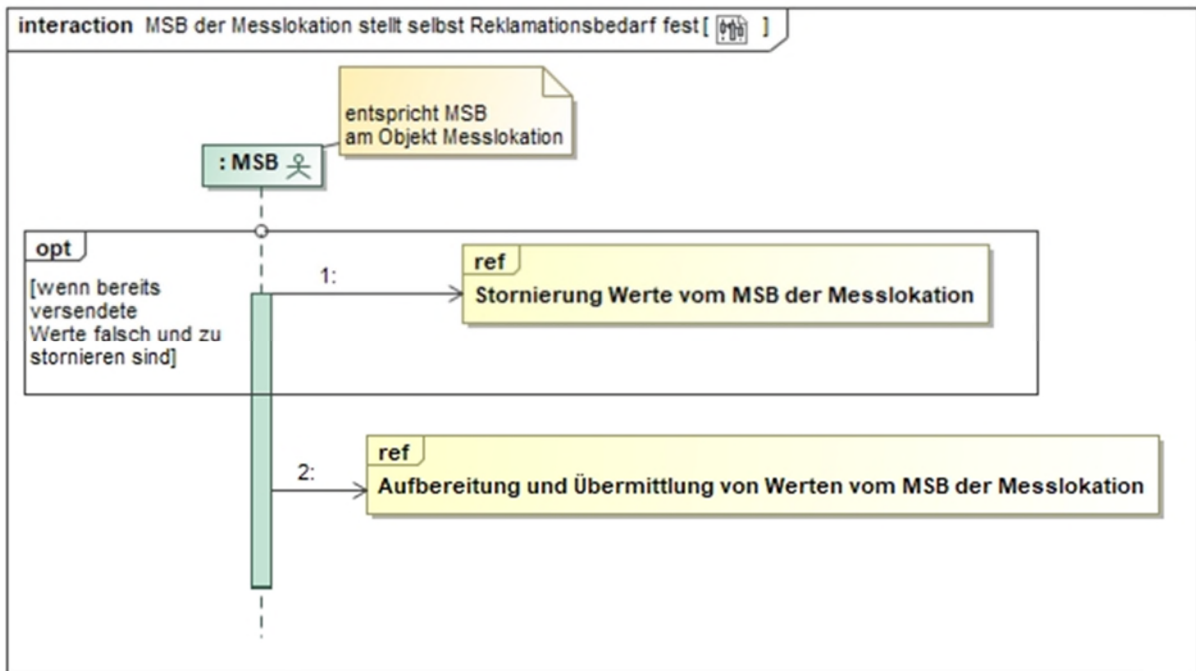 interaction MSB der Messlokation stellt selbst Reklamationsbedarf fest[ ]
entspricht MSB
am Objekt Messlokation
: MSB
opt
[wenn bereits
versendete
Werte falsch und zu
stornieren sind]
1:
ref
Stornierung Werte vom MSB der Messlokation
2:
ref
Aufbereitung und Übermittlung von Werten vom MSB der Messlokation